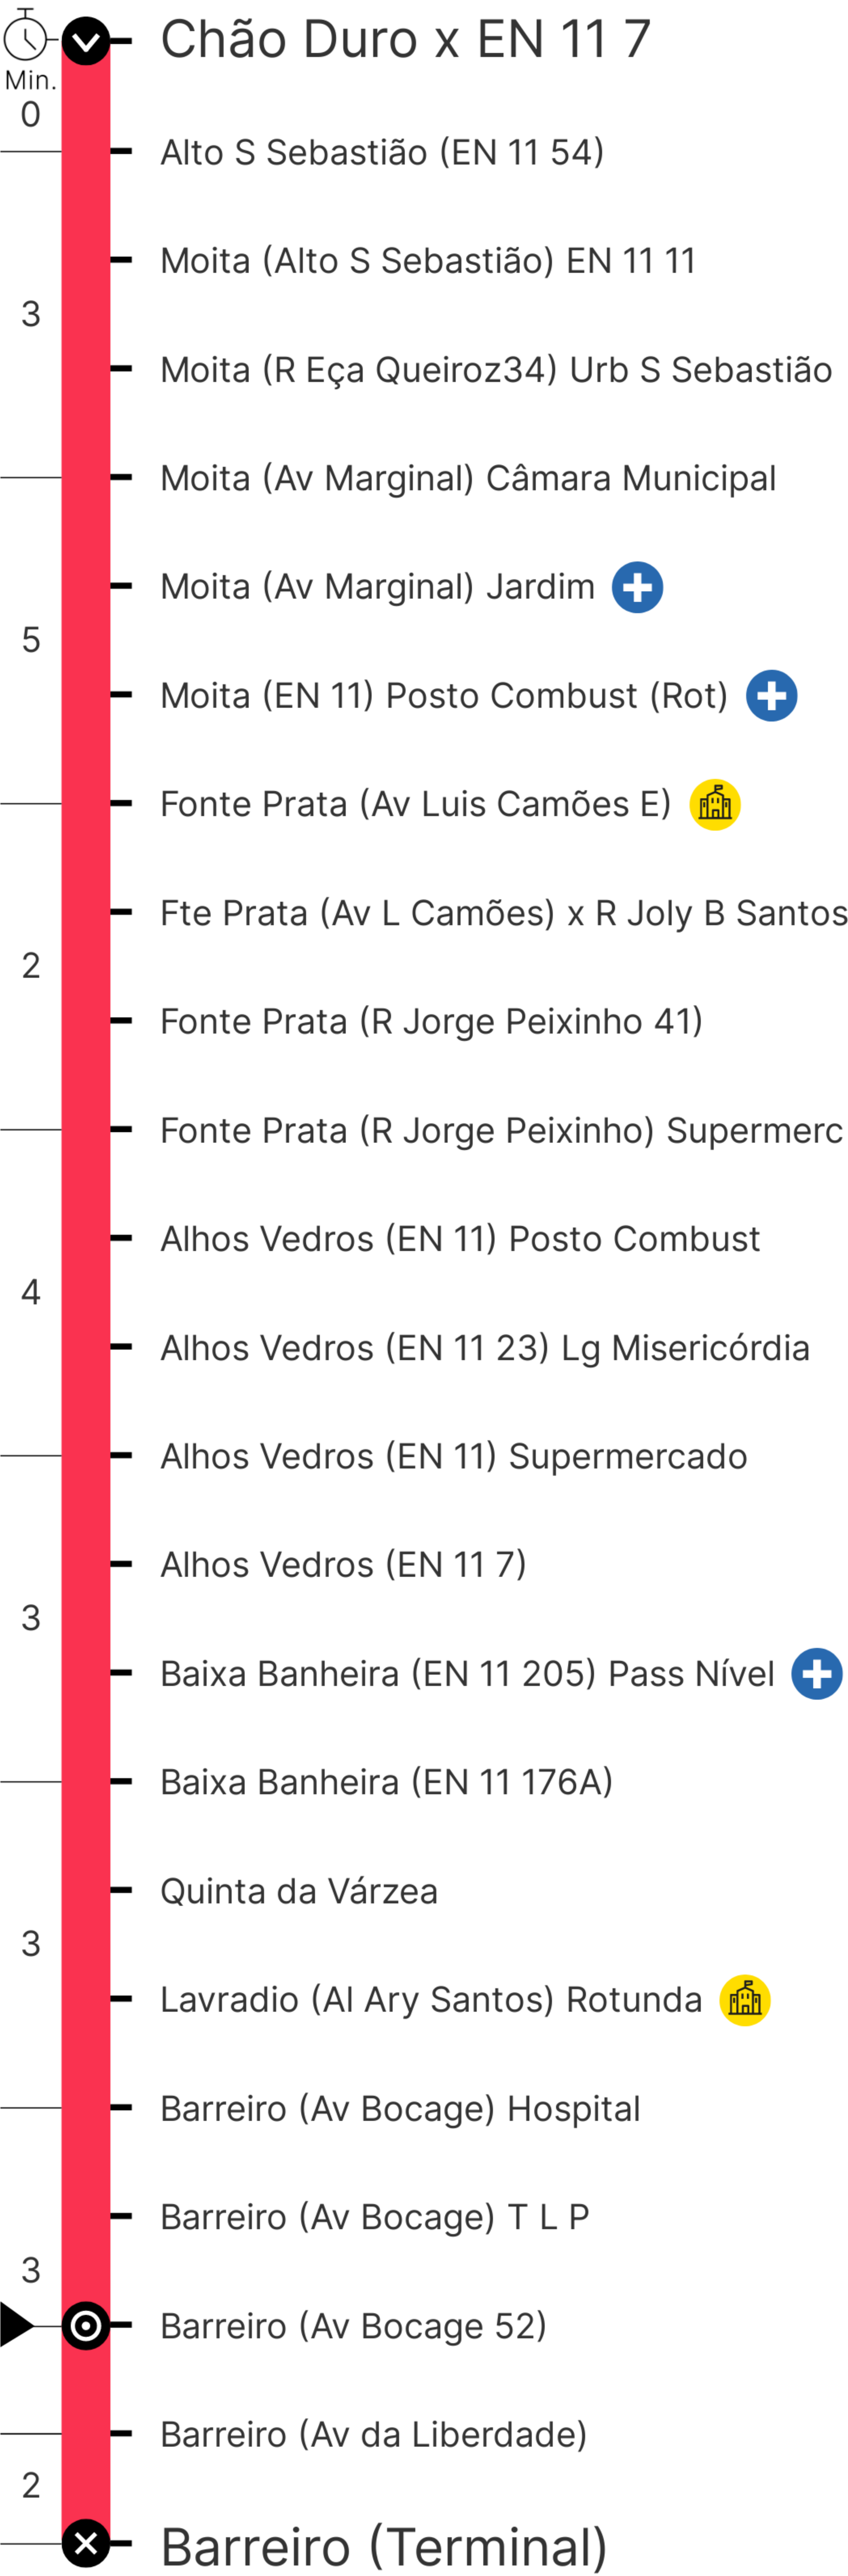 Chão Duro x EN 11 7
Min.
0
Alto S Sebastião (EN 11 54)
Moita (Alto S Sebastião) EN 11 11
3
Moita (R Eça Queiroz34) Urb S Sebastião
Moita (Av Marginal) Câmara Municipal
Moita (Av Marginal) Jardim
5
Moita (EN 11) Posto Combust (Rot)
Fonte Prata (Av Luis Camões E)
Fte Prata (Av L Camões) x R Joly B Santos
2
Fonte Prata (R Jorge Peixinho 41)
Fonte Prata (R Jorge Peixinho) Supermerc
Alhos Vedros (EN 11) Posto Combust
4
Alhos Vedros (EN 11 23) Lg Misericórdia
Alhos Vedros (EN 11) Supermercado
Alhos Vedros (EN 11 7)
3
Baixa Banheira (EN 11 205) Pass Nível
Baixa Banheira (EN 11 176A)
Quinta da Várzea
3
Lavradio (Al Ary Santos) Rotunda
Barreiro (Av Bocage) Hospital
Barreiro (Av Bocage) T L P
3
Barreiro (Av Bocage 52)
Barreiro (Av da Liberdade)
2
Barreiro (Terminal)